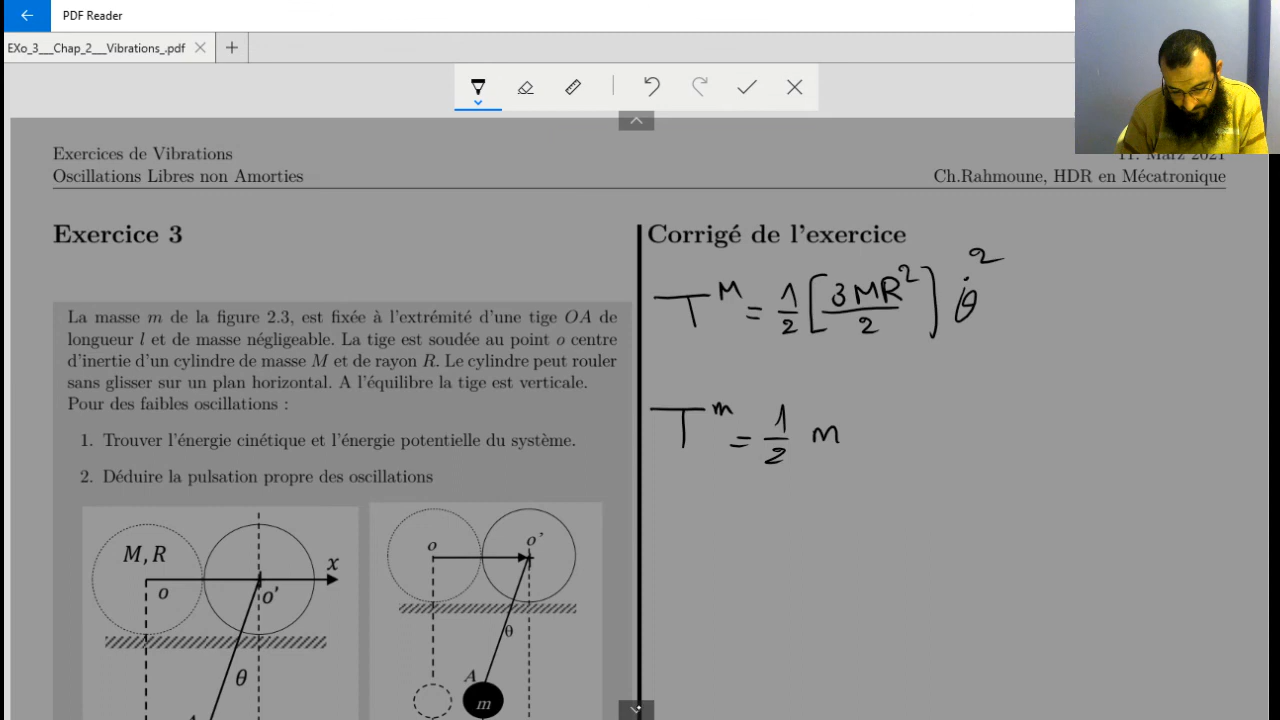 PDF Reader
EXo_3___Chap_2___Vibrations_.pdf
Exercices de Vibrations
Oscillations Libres non Amorties
11. März 2021
Ch.Rahmoune, HDR en Mécatronique
Exercice 3
La masse m de la figure 2.3, est fixée à l'extrémité d'une tige OA de
longueur l et de masse négligeable. La tige est soudée au point o centre
d'inertie d'un cylindre de masse M et de rayon R. Le cylindre peut rouler
sans glisser sur un plan horizontal. A l'équilibre la tige est verticale.
Pour des faibles oscillations :
1. Trouver l'énergie cinétique et l'énergie potentielle du système.
2. Déduire la pulsation propre des oscillations
M, R
x
o
o'
θ
o
o'
θ
A
m
Corrigé de l'exercice
T^M = 1/2 [3MR²/2] θ̇²
T^m = 1/2 m